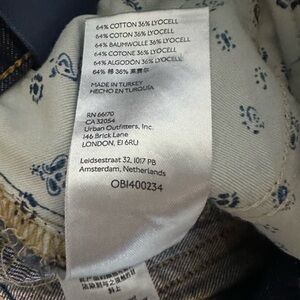 64% COTTON 36% LYOCELL
64% COTON 36% LYOCELL
64% BAUMWOLLE 36% LYOCELL
64% COTONE 36% LYOCELL
64% ALGODÓN 36% LYOCELL
64% 棉 36% 莱赛尔
MADE IN TURKEY
HECHO EN TURQUÍA
RN 66170
CA 32054
Urban Outfitters, Inc.
146 Brick Lane
LONDON, E1 6RU
Leidsestraat 32, 1017 PB
Amsterdam, Netherlands
OB1400234